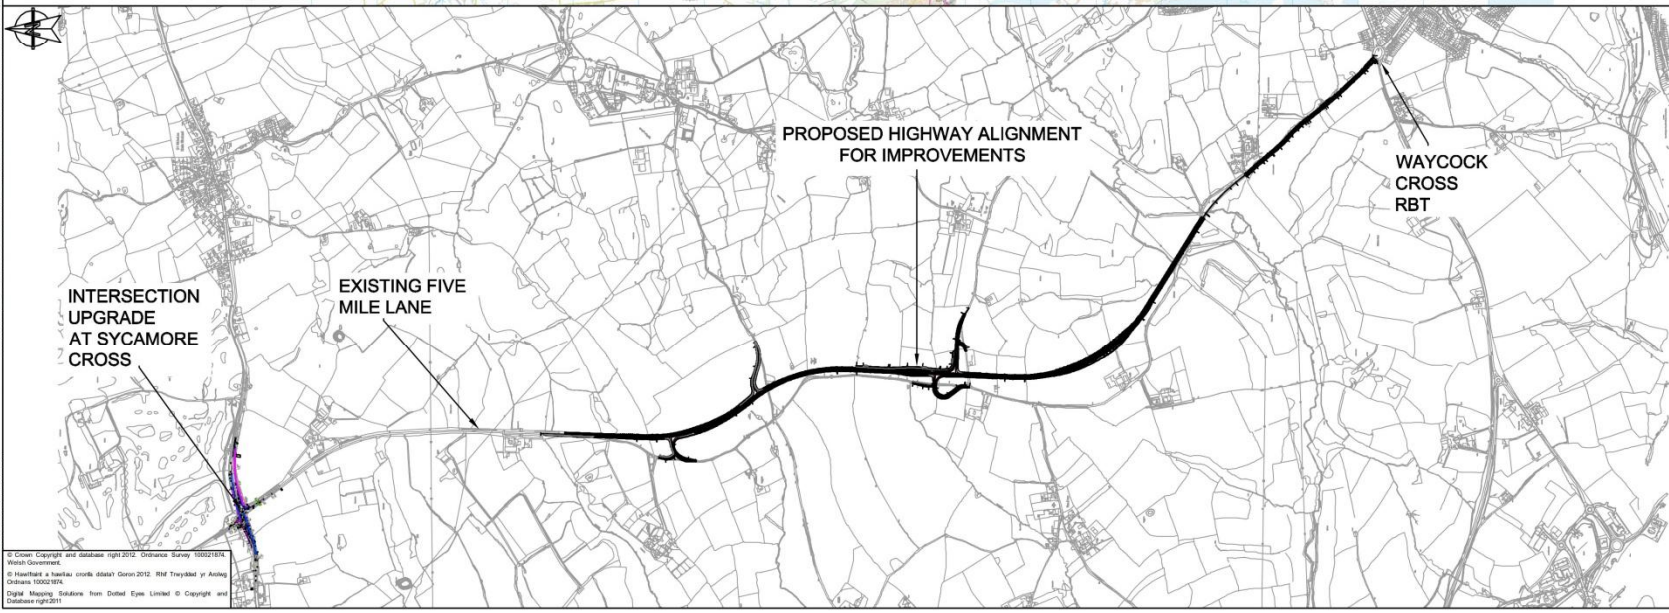 PROPOSED HIGHWAY ALIGNMENT
FOR IMPROVEMENTS
WAYCOCK
CROSS
RBT
EXISTING FIVE
MILE LANE
INTERSECTION
UPGRADE
AT SYCAMORE
CROSS
© Crown Copyright and database right 2012. Ordnance Survey 100021874.
Welsh Government.
© Hawlfraint a hawliau cronfa ddata'r Goron 2012. Rhif Trwydded yr Arolwg
Ordnans 100021874.
Digital Mapping Solutions from Dotted Eyes Limited © Copyright and
Database right 2011